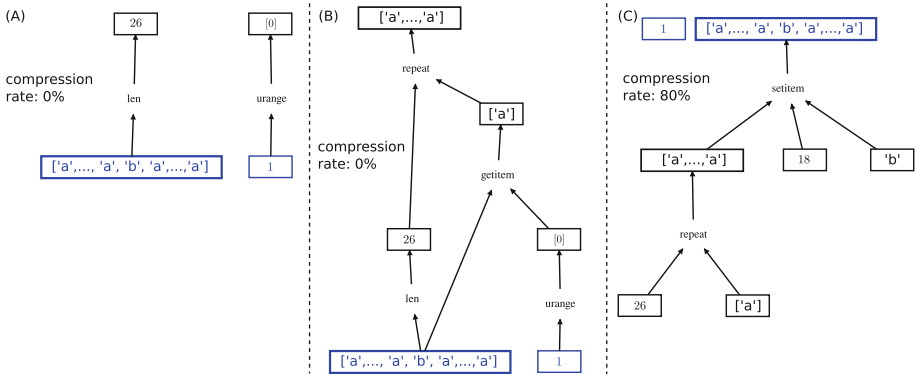 (A)
26
[0]
compression
rate: 0%
len
urange
['a',..., 'a', 'b', 'a',...,'a']
1
(B)
['a',...,'a']
repeat
['a']
compression
rate: 0%
getitem
26
[0]
len
urange
['a',..., 'a', 'b', 'a',...,'a']
1
(C)
1
['a',..., 'a', 'b', 'a',...,'a']
compression
rate: 80%
setitem
['a',...,'a']
18
'b'
repeat
26
['a']